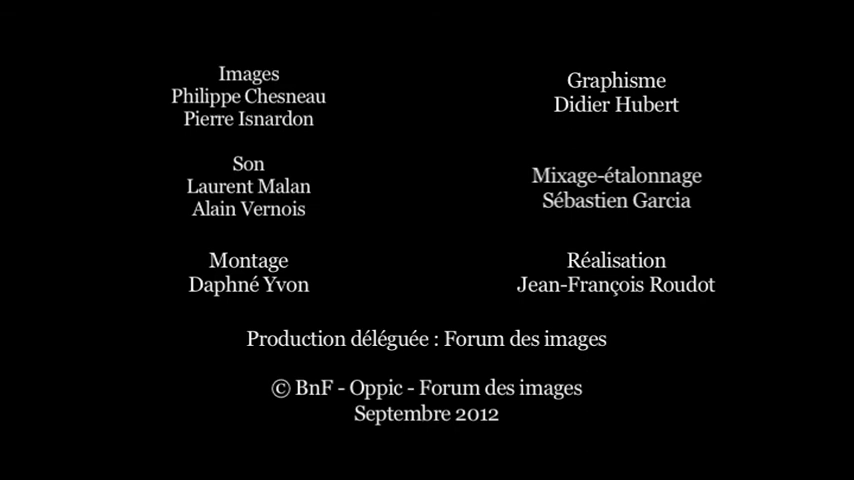 Images
Philippe Chesneau
Pierre Isnardon
Graphisme
Didier Hubert
Son
Laurent Malan
Alain Vernois
Mixage-étalonnage
Sébastien Garcia
Montage
Daphné Yvon
Réalisation
Jean-François Roudot
Production déléguée : Forum des images
© BnF - Oppic - Forum des images
Septembre 2012